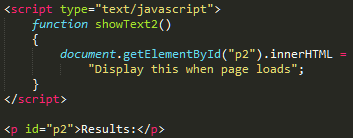 <script type="text/javascript">
function showText2()
{
document.getElementById("p2").innerHTML =
"Display this when page loads";
}
</script>
<p id="p2">Results:</p>